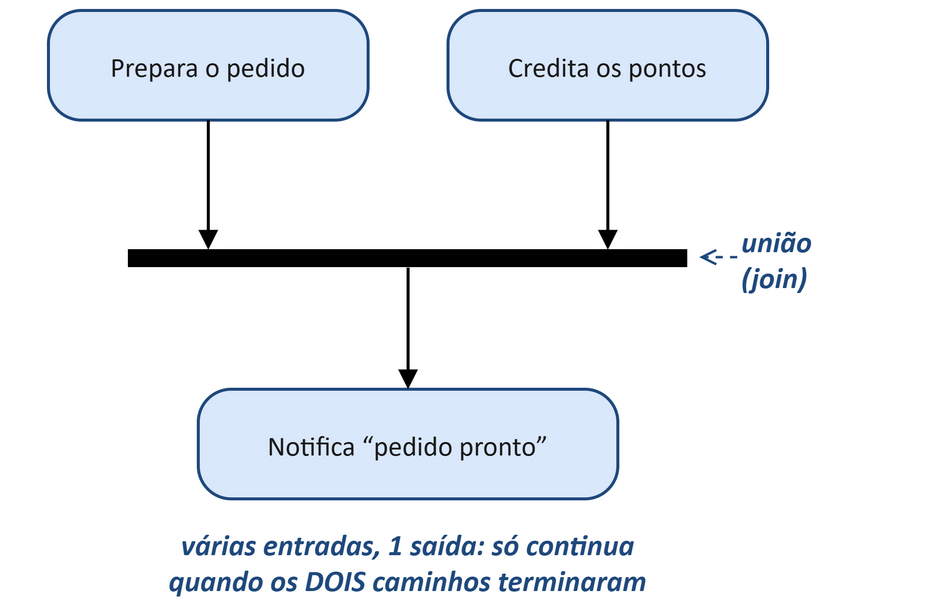 Prepara o pedido
Credita os pontos
união
(join)
Notifica “pedido pronto”
várias entradas, 1 saída: só continua
quando os DOIS caminhos terminaram